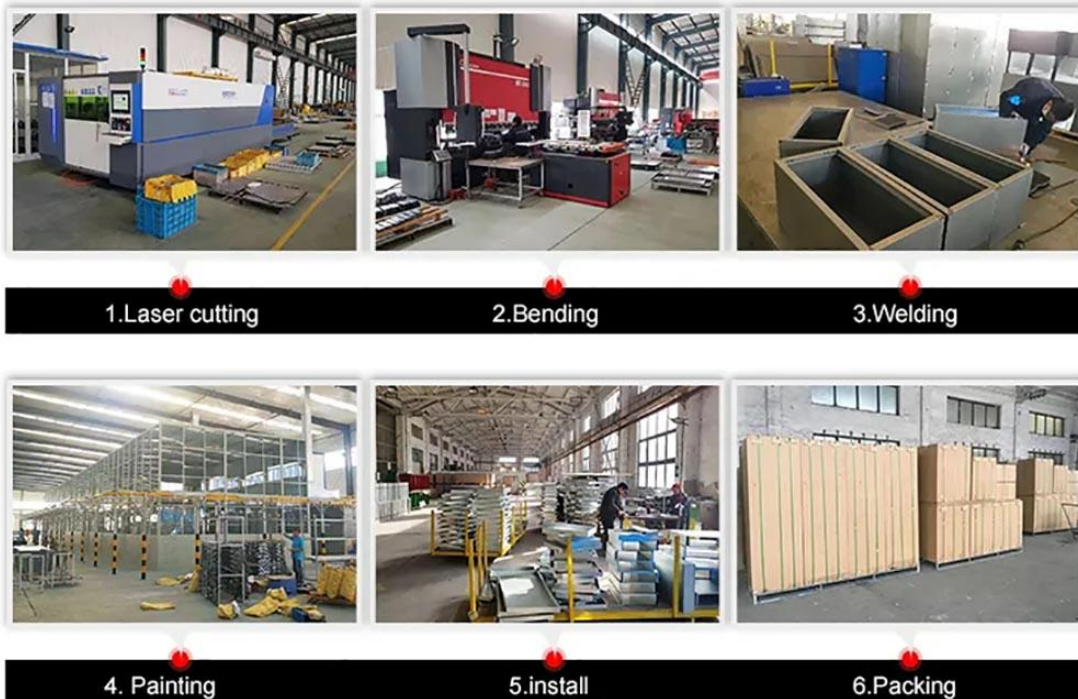 1.Laser cutting
2.Bending
3.Welding
4. Painting
5.install
6.Packing